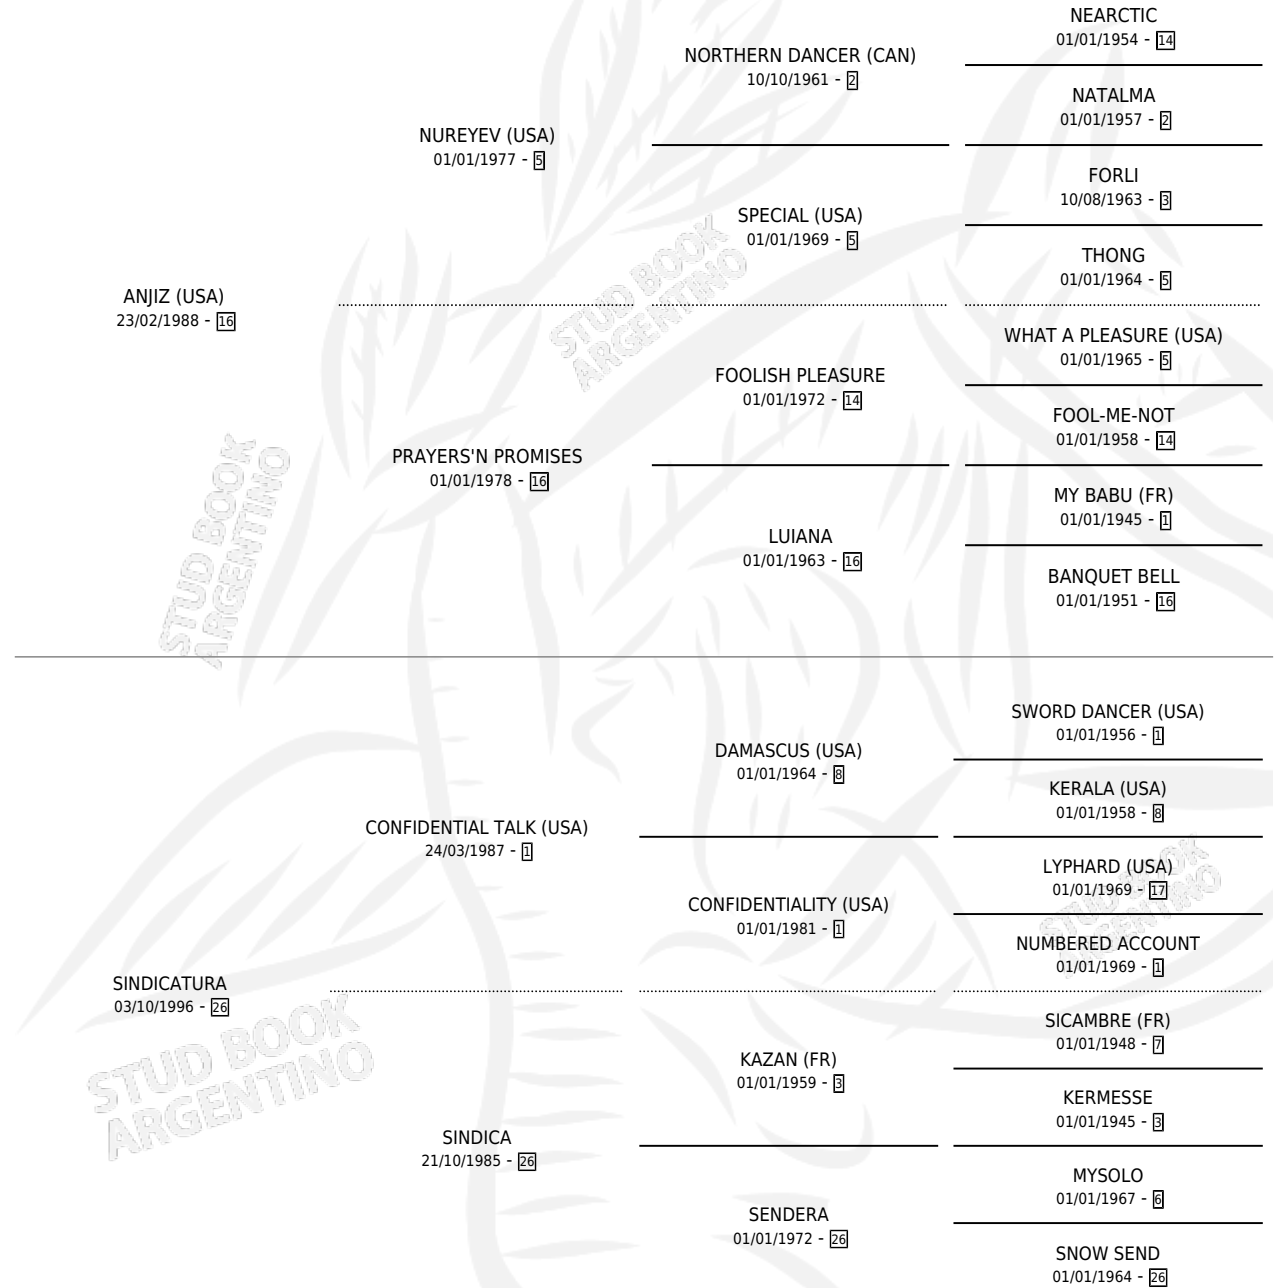 NEARCTIC
01/01/1954 - 14
NORTHERN DANCER (CAN)
10/10/1961 - 2
NATALMA
01/01/1957 - 2
NUREYEV (USA)
01/01/1977 - 5
FORLI
10/08/1963 - 3
SPECIAL (USA)
01/01/1969 - 5
THONG
01/01/1964 - 5
ANJIZ (USA)
23/02/1988 - 16
WHAT A PLEASURE (USA)
01/01/1965 - 5
FOOLISH PLEASURE
01/01/1972 - 14
FOOL-ME-NOT
01/01/1958 - 14
PRAYERS'N PROMISES
01/01/1978 - 16
MY BABU (FR)
01/01/1945 - 1
LUIANA
01/01/1963 - 16
BANQUET BELL
01/01/1951 - 16
SWORD DANCER (USA)
01/01/1956 - 1
DAMASCUS (USA)
01/01/1964 - 8
KERALA (USA)
01/01/1958 - 8
CONFIDENTIAL TALK (USA)
24/03/1987 - 1
LYPHARD (USA)
01/01/1969 - 17
CONFIDENTIALITY (USA)
01/01/1981 - 1
NUMBERED ACCOUNT
01/01/1969 - 1
SINDICATURA
03/10/1996 - 26
SICAMBRE (FR)
01/01/1948 - 7
KAZAN (FR)
01/01/1959 - 3
KERMESSE
01/01/1945 - 3
SINDICA
21/10/1985 - 26
MYSOLO
01/01/1967 - 6
SENDERA
01/01/1972 - 26
SNOW SEND
01/01/1964 - 26
STUD BOOK
ARGENTINO
STUD BOOK
ARGENTINO
STUD BOOK
ARGENTINO
STUD BOOK
ARGENTINO